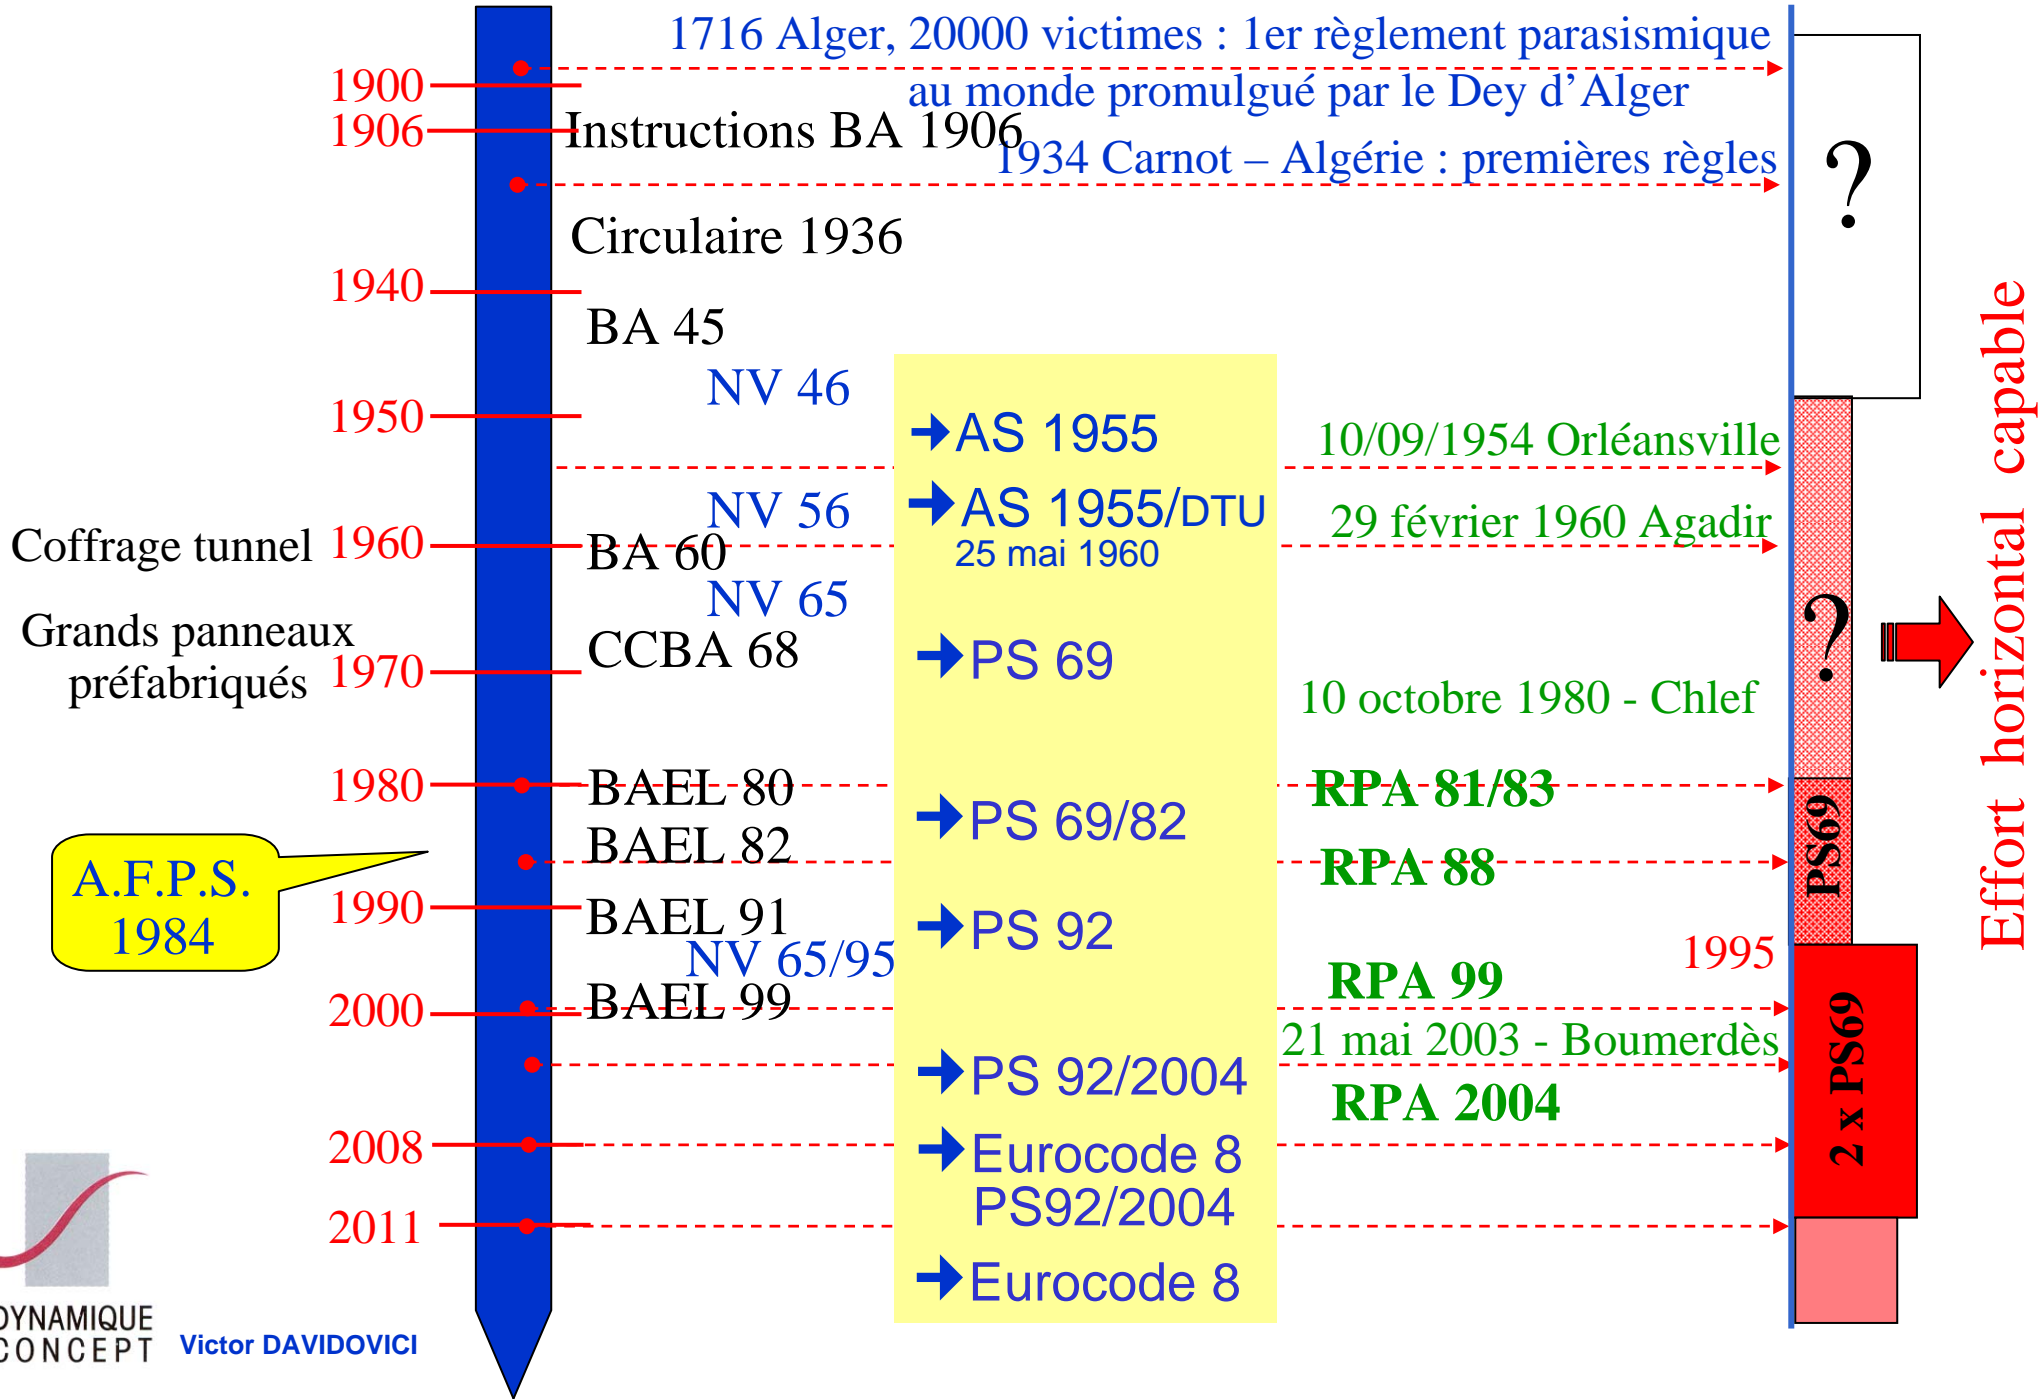 1716 Alger, 20000 victimes : 1er règlement parasismique
1900
au monde promulgué par le Dey d'Alger
1906
Instructions BA 1906
1934 Carnot – Algérie : premières règles
?
Circulaire 1936
1940
BA 45
NV 46
1950
AS 1955
10/09/1954 Orléansville
NV 56
AS 1955/DTU
25 mai 1960
29 février 1960 Agadir
Coffrage tunnel
1960
BA 60
NV 65
?
Grands panneaux
préfabriqués
1970
CCBA 68
PS 69
10 octobre 1980 - Chlef
1980
BAEL 80
RPA 81/83
PS 69/82
BAEL 82
RPA 88
PS69
A.F.P.S.
1984
1990
BAEL 91
PS 92
NV 65/95
1995
RPA 99
BAEL 99
2000
21 mai 2003 - Boumerdès
PS 92/2004
RPA 2004
2 x PS69
2008
Eurocode 8
PS92/2004
2011
Eurocode 8
Effort horizontal capable
DYNAMIQUE
CONCEPT
Victor DAVIDOVICI